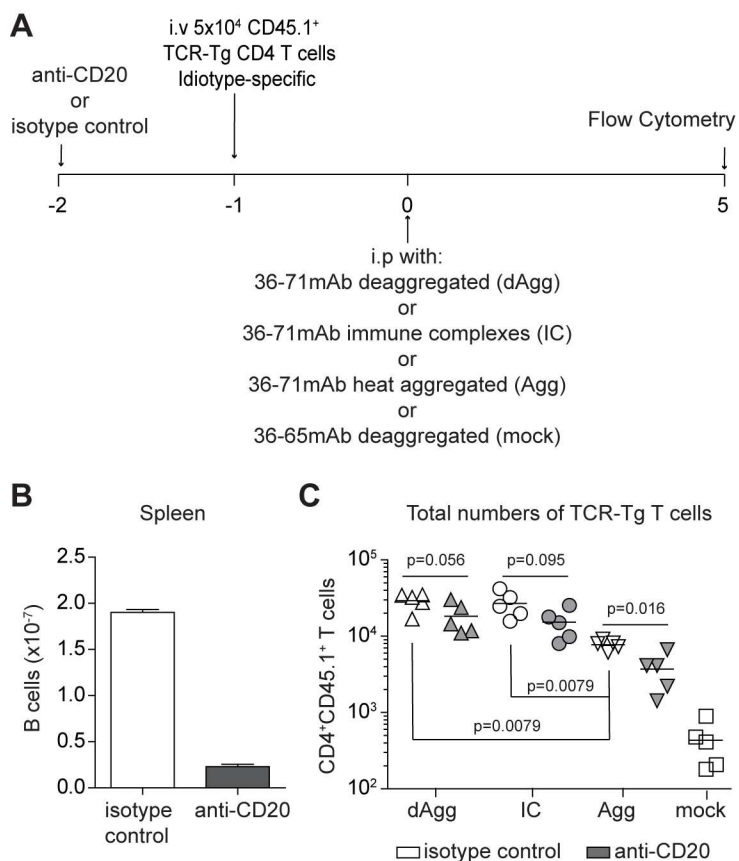 A
i.v 5x10⁴ CD45.1⁺
TCR-Tg CD4 T cells
Idiotype-specific
anti-CD20
or
isotype control
Flow Cytometry
-2
-1
0
5
i.p with:
36-71mAb deaggregated (dAgg)
or
36-71mAb immune complexes (IC)
or
36-71mAb heat aggregated (Agg)
or
36-65mAb deaggregated (mock)
B
Spleen
B cells (x10⁻⁷)
2.5
2.0
1.5
1.0
0.5
0.0
isotype
control
anti-CD20
C
Total numbers of TCR-Tg T cells
CD4⁺CD45.1⁺ T cells
10⁵
10⁴
10³
10²
p=0.056
p=0.095
p=0.016
p=0.0079
p=0.0079
dAgg
IC
Agg
mock
isotype control
anti-CD20